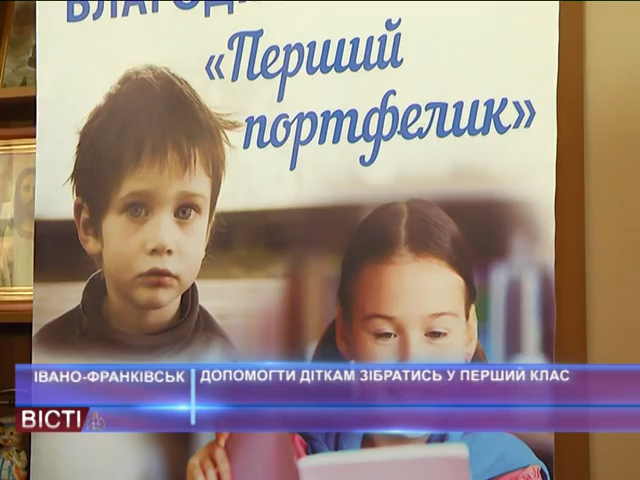 «Перший
портфелик»
ІВАНО-ФРАНКІВСЬК
ДОПОМОГТИ ДІТКАМ ЗІБРАТИСЬ У ПЕРШИЙ КЛАС
ВІСТІ